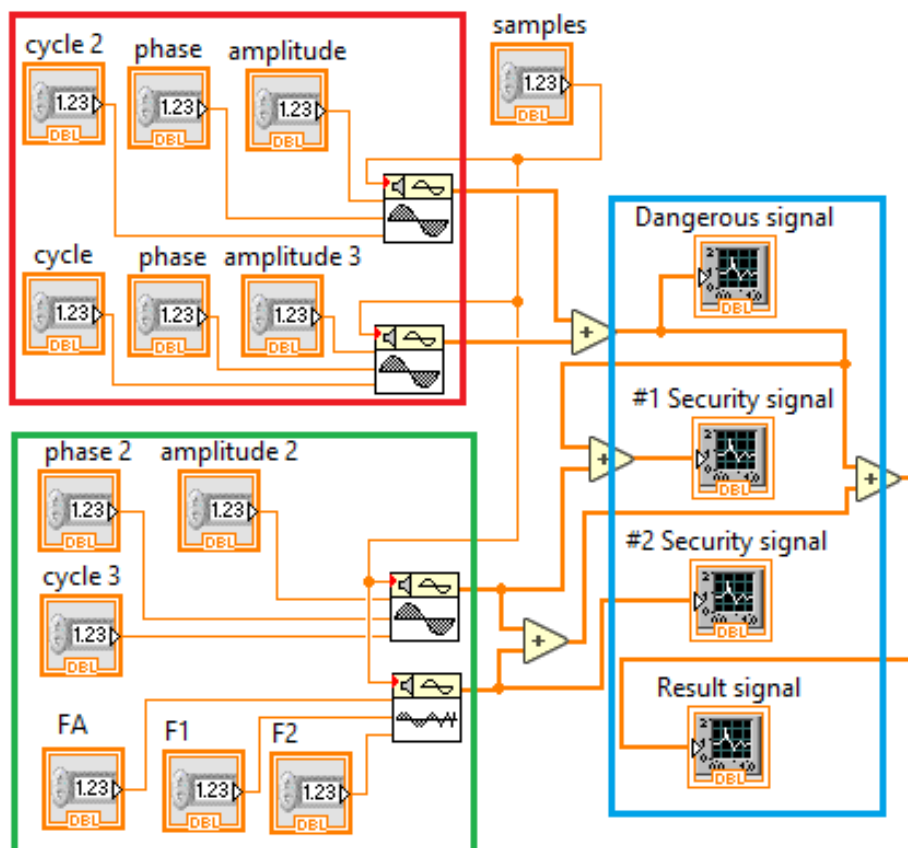 samples
1.23
DBL
cycle 2 phase amplitude
1.23 1.23 1.23
DBL DBL DBL
cycle phase amplitude 3
1.23 1.23 1.23
DBL DBL DBL
Dangerous signal
DBL
#1 Security signal
DBL
phase 2 amplitude 2
1.23 1.23
DBL DBL
#2 Security signal
DBL
cycle 3
1.23
DBL
Result signal
DBL
FA F1 F2
1.23 1.23 1.23
DBL DBL DBL